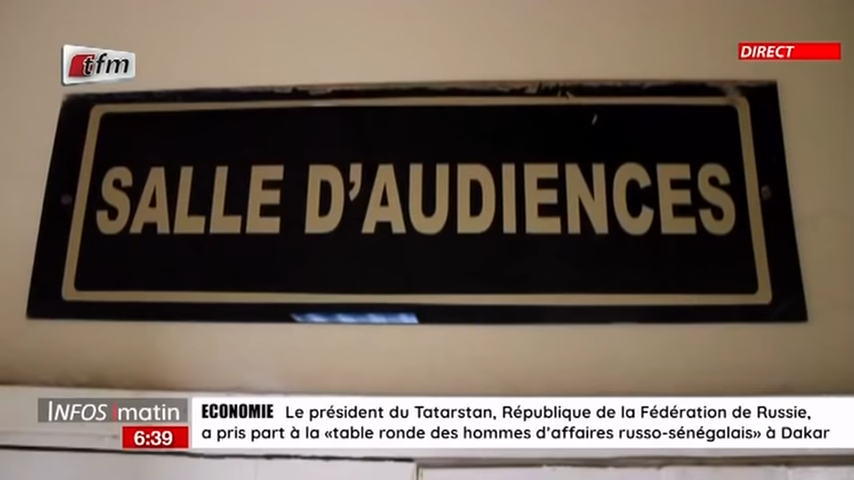 tfm
DIRECT
SALLE D'AUDIENCES
INFOS matin
6:39
ECONOMIE Le président du Tatarstan, République de la Fédération de Russie,
a pris part à la «table ronde des hommes d'affaires russo-sénégalais» à Dakar